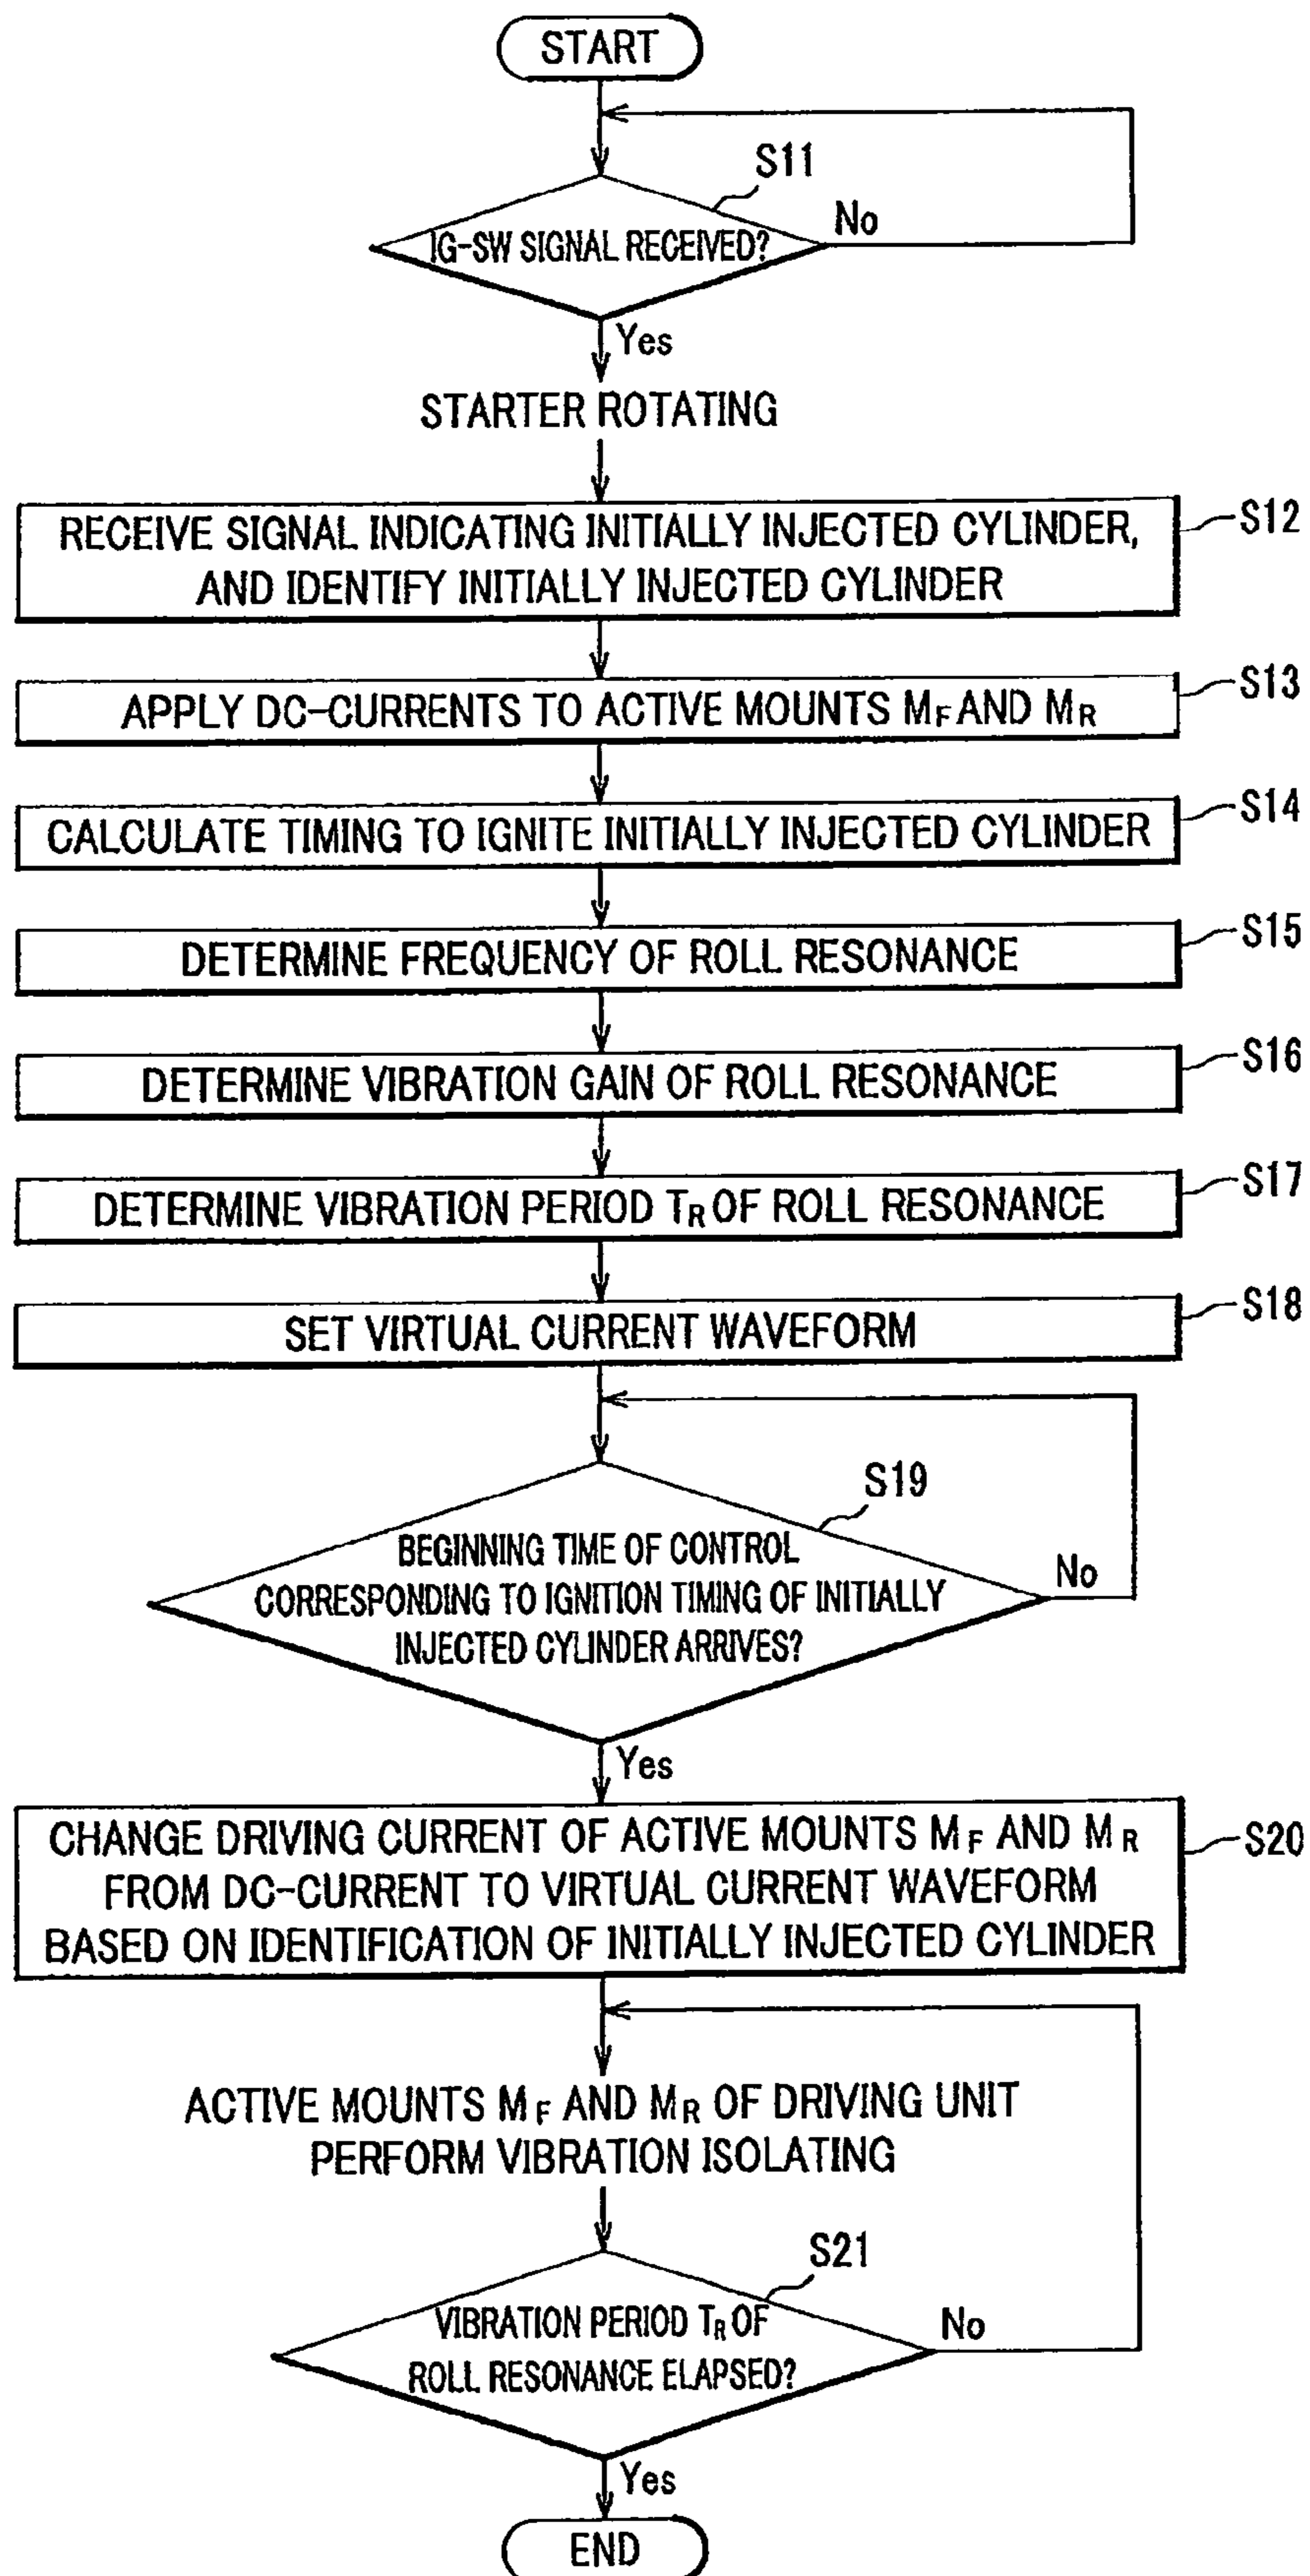 START
S11
IG-SW SIGNAL RECEIVED?
No
Yes
STARTER ROTATING
RECEIVE SIGNAL INDICATING INITIALLY INJECTED CYLINDER,
AND IDENTIFY INITIALLY INJECTED CYLINDER
S12
APPLY DC-CURRENTS TO ACTIVE MOUNTS MF AND MR
S13
CALCULATE TIMING TO IGNITE INITIALLY INJECTED CYLINDER
S14
DETERMINE FREQUENCY OF ROLL RESONANCE
S15
DETERMINE VIBRATION GAIN OF ROLL RESONANCE
S16
DETERMINE VIBRATION PERIOD TR OF ROLL RESONANCE
S17
SET VIRTUAL CURRENT WAVEFORM
S18
S19
BEGINNING TIME OF CONTROL
CORRESPONDING TO IGNITION TIMING OF INITIALLY
INJECTED CYLINDER ARRIVES?
No
Yes
CHANGE DRIVING CURRENT OF ACTIVE MOUNTS MF AND MR
FROM DC-CURRENT TO VIRTUAL CURRENT WAVEFORM
BASED ON IDENTIFICATION OF INITIALLY INJECTED CYLINDER
S20
ACTIVE MOUNTS MF AND MR OF DRIVING UNIT
PERFORM VIBRATION ISOLATING
S21
VIBRATION PERIOD TR OF
ROLL RESONANCE ELAPSED?
No
Yes
END